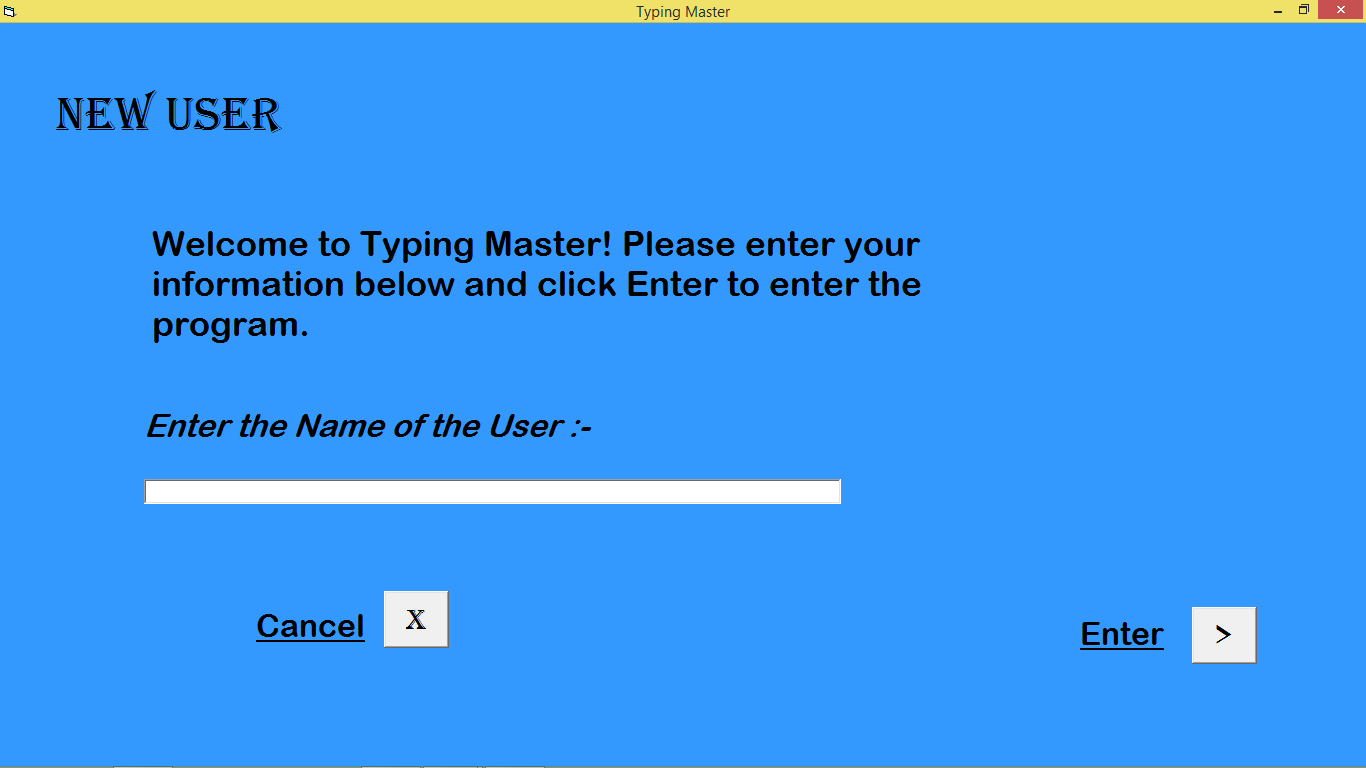 Typing Master
NEW USER
Welcome to Typing Master! Please enter your
information below and click Enter to enter the
program.
Enter the Name of the User :-
Cancel X
Enter >